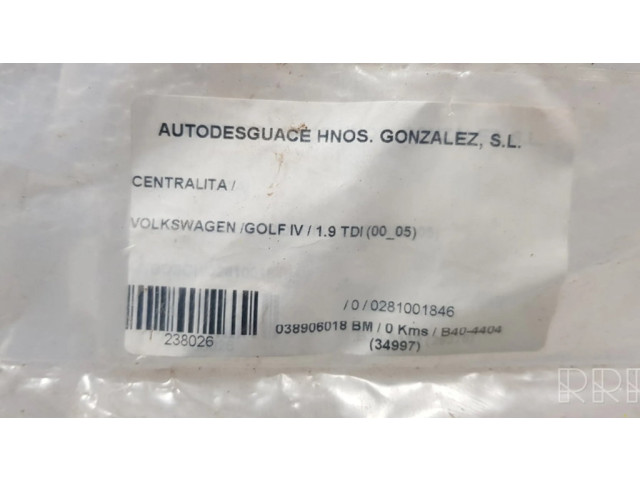 AUTODESGUACE HNOS. GONZALEZ, S.L.
CENTRALITA /
VOLKSWAGEN /GOLF IV / 1.9 TDI (00_05)
/ 0 / 0281001846
038906018 BM / 0 Kms / B40-4404
(34997)
238026
RRR